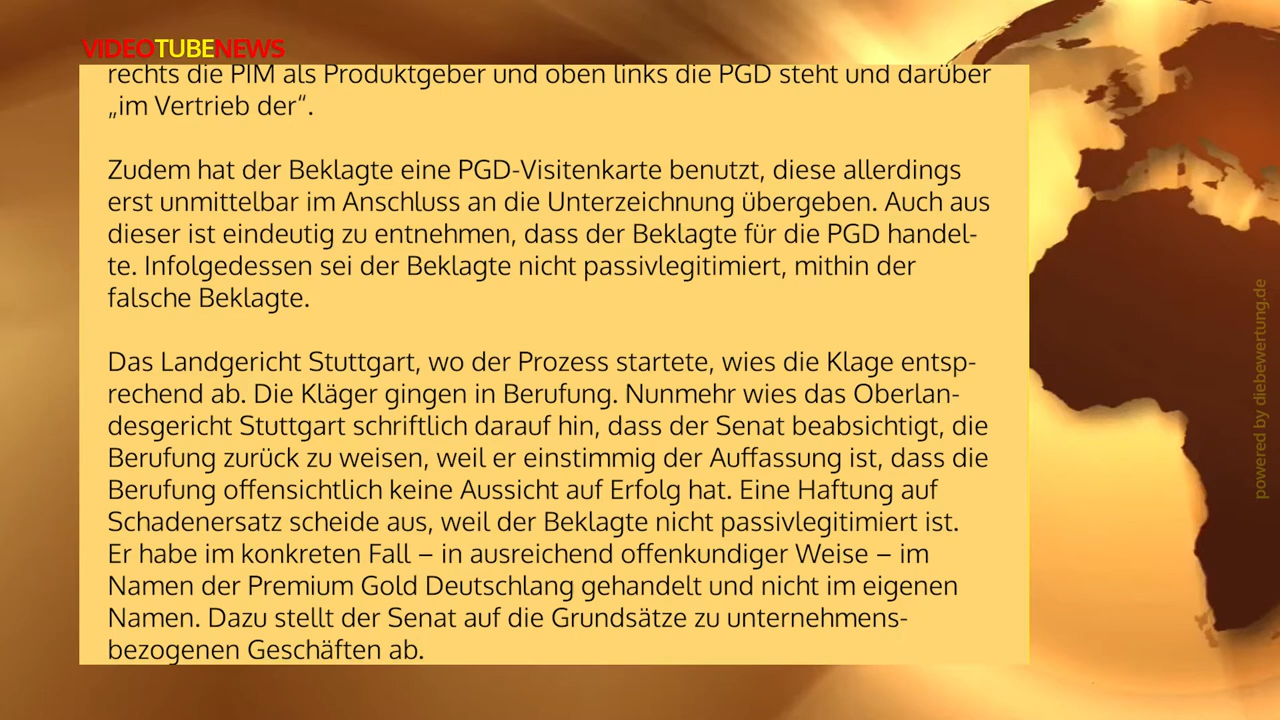 VIDEOTUBENEWS
rechts die PIM als Produktgeber und oben links die PGD steht und darüber
„im Vertrieb der“.
Zudem hat der Beklagte eine PGD-Visitenkarte benutzt, diese allerdings
erst unmittelbar im Anschluss an die Unterzeichnung übergeben. Auch aus
dieser ist eindeutig zu entnehmen, dass der Beklagte für die PGD handel-
te. Infolgedessen sei der Beklagte nicht passivlegitimiert, mithin der
falsche Beklagte.
Das Landgericht Stuttgart, wo der Prozess startete, wies die Klage entsp-
rechend ab. Die Kläger gingen in Berufung. Nunmehr wies das Oberlan-
desgericht Stuttgart schriftlich darauf hin, dass der Senat beabsichtigt, die
Berufung zurück zu weisen, weil er einstimmig der Auffassung ist, dass die
Berufung offensichtlich keine Aussicht auf Erfolg hat. Eine Haftung auf
Schadenersatz scheide aus, weil der Beklagte nicht passivlegitimiert ist.
Er habe im konkreten Fall – in ausreichend offenkundiger Weise – im
Namen der Premium Gold Deutschlang gehandelt und nicht im eigenen
Namen. Dazu stellt der Senat auf die Grundsätze zu unternehmens-
bezogenen Geschäften ab.
powered by diebewertung.de